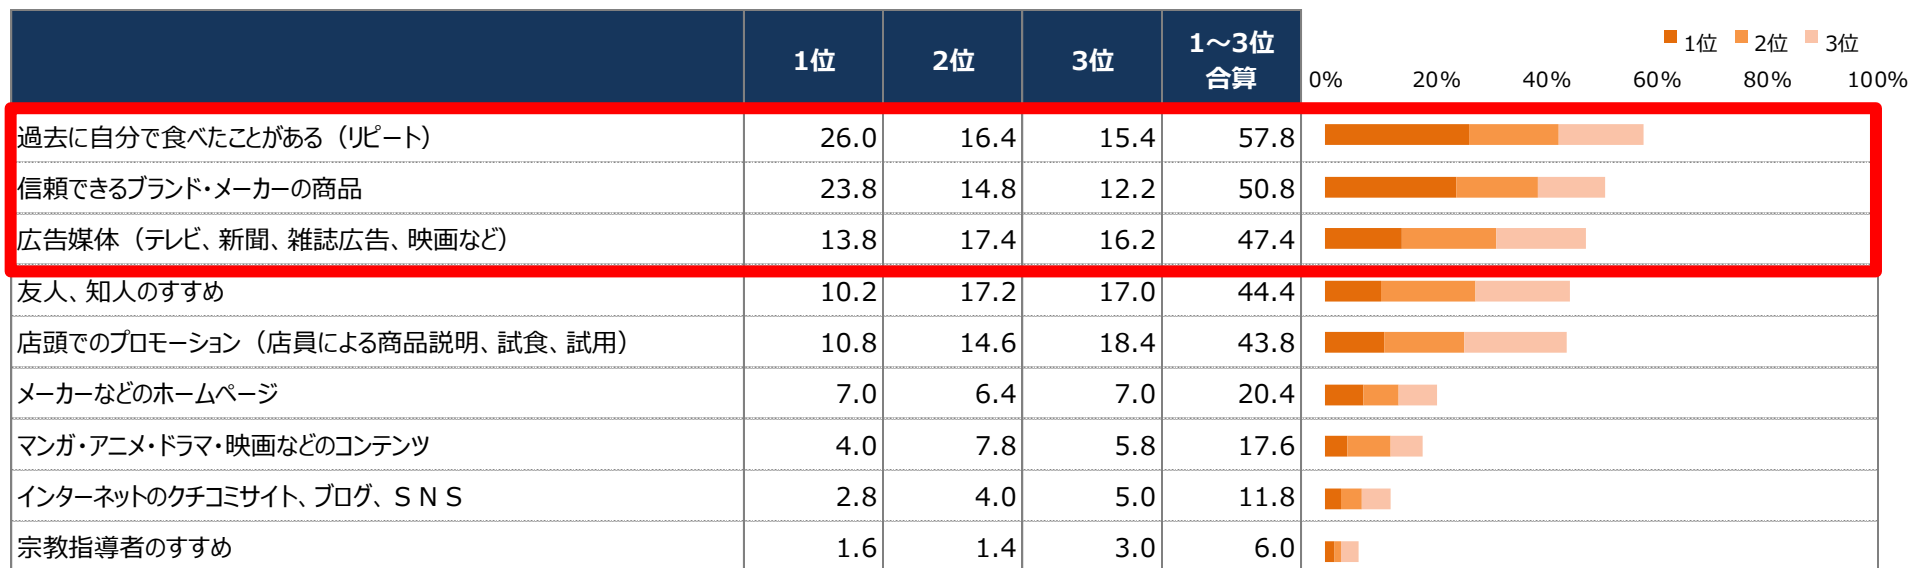 1位 2位 3位 1～3位
合算
■ 1位 ■ 2位 ■ 3位
0% 20% 40% 60% 80% 100%
過去に自分で食べたことがある（リピート） 26.0 16.4 15.4 57.8
信頼できるブランド・メーカーの商品 23.8 14.8 12.2 50.8
広告媒体（テレビ、新聞、雑誌広告、映画など） 13.8 17.4 16.2 47.4
友人、知人のすすめ 10.2 17.2 17.0 44.4
店頭でのプロモーション（店員による商品説明、試食、試用） 10.8 14.6 18.4 43.8
メーカーなどのホームページ 7.0 6.4 7.0 20.4
マンガ・アニメ・ドラマ・映画などのコンテンツ 4.0 7.8 5.8 17.6
インターネットのクチコミサイト、ブログ、ＳＮＳ 2.8 4.0 5.0 11.8
宗教指導者のすすめ 1.6 1.4 3.0 6.0